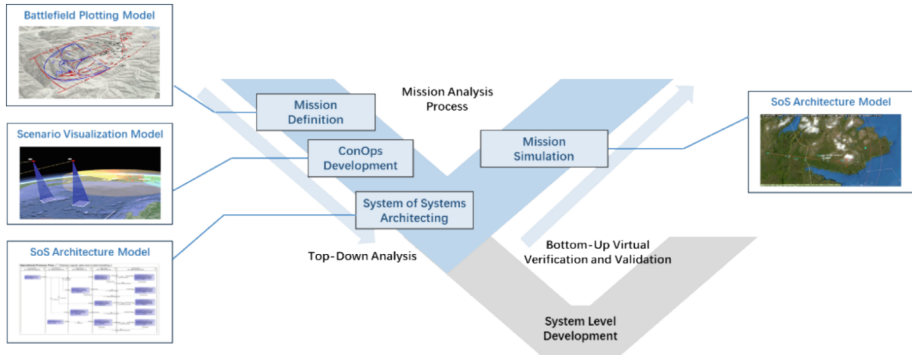 Battlefield Plotting Model
Scenario Visualization Model
SoS Architecture Model
Mission Analysis
Process
Mission
Definition
ConOps
Development
System of Systems
Architecting
Mission
Simulation
SoS Architecture Model
Top-Down Analysis
Bottom-Up Virtual
Verification and Validation
System Level
Development